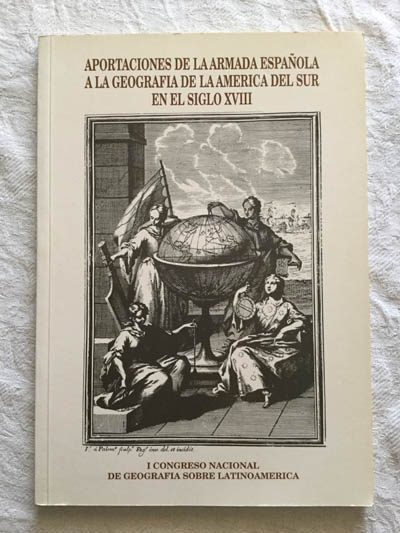 APORTACIONES DE LA ARMADA ESPAÑOLA
A LA GEOGRAFIA DE LA AMERICA DEL SUR
EN EL SIGLO XVIII
sculp.
I CONGRESO NACIONAL
DE GEOGRAFIA SOBRE LATINOAMERICA